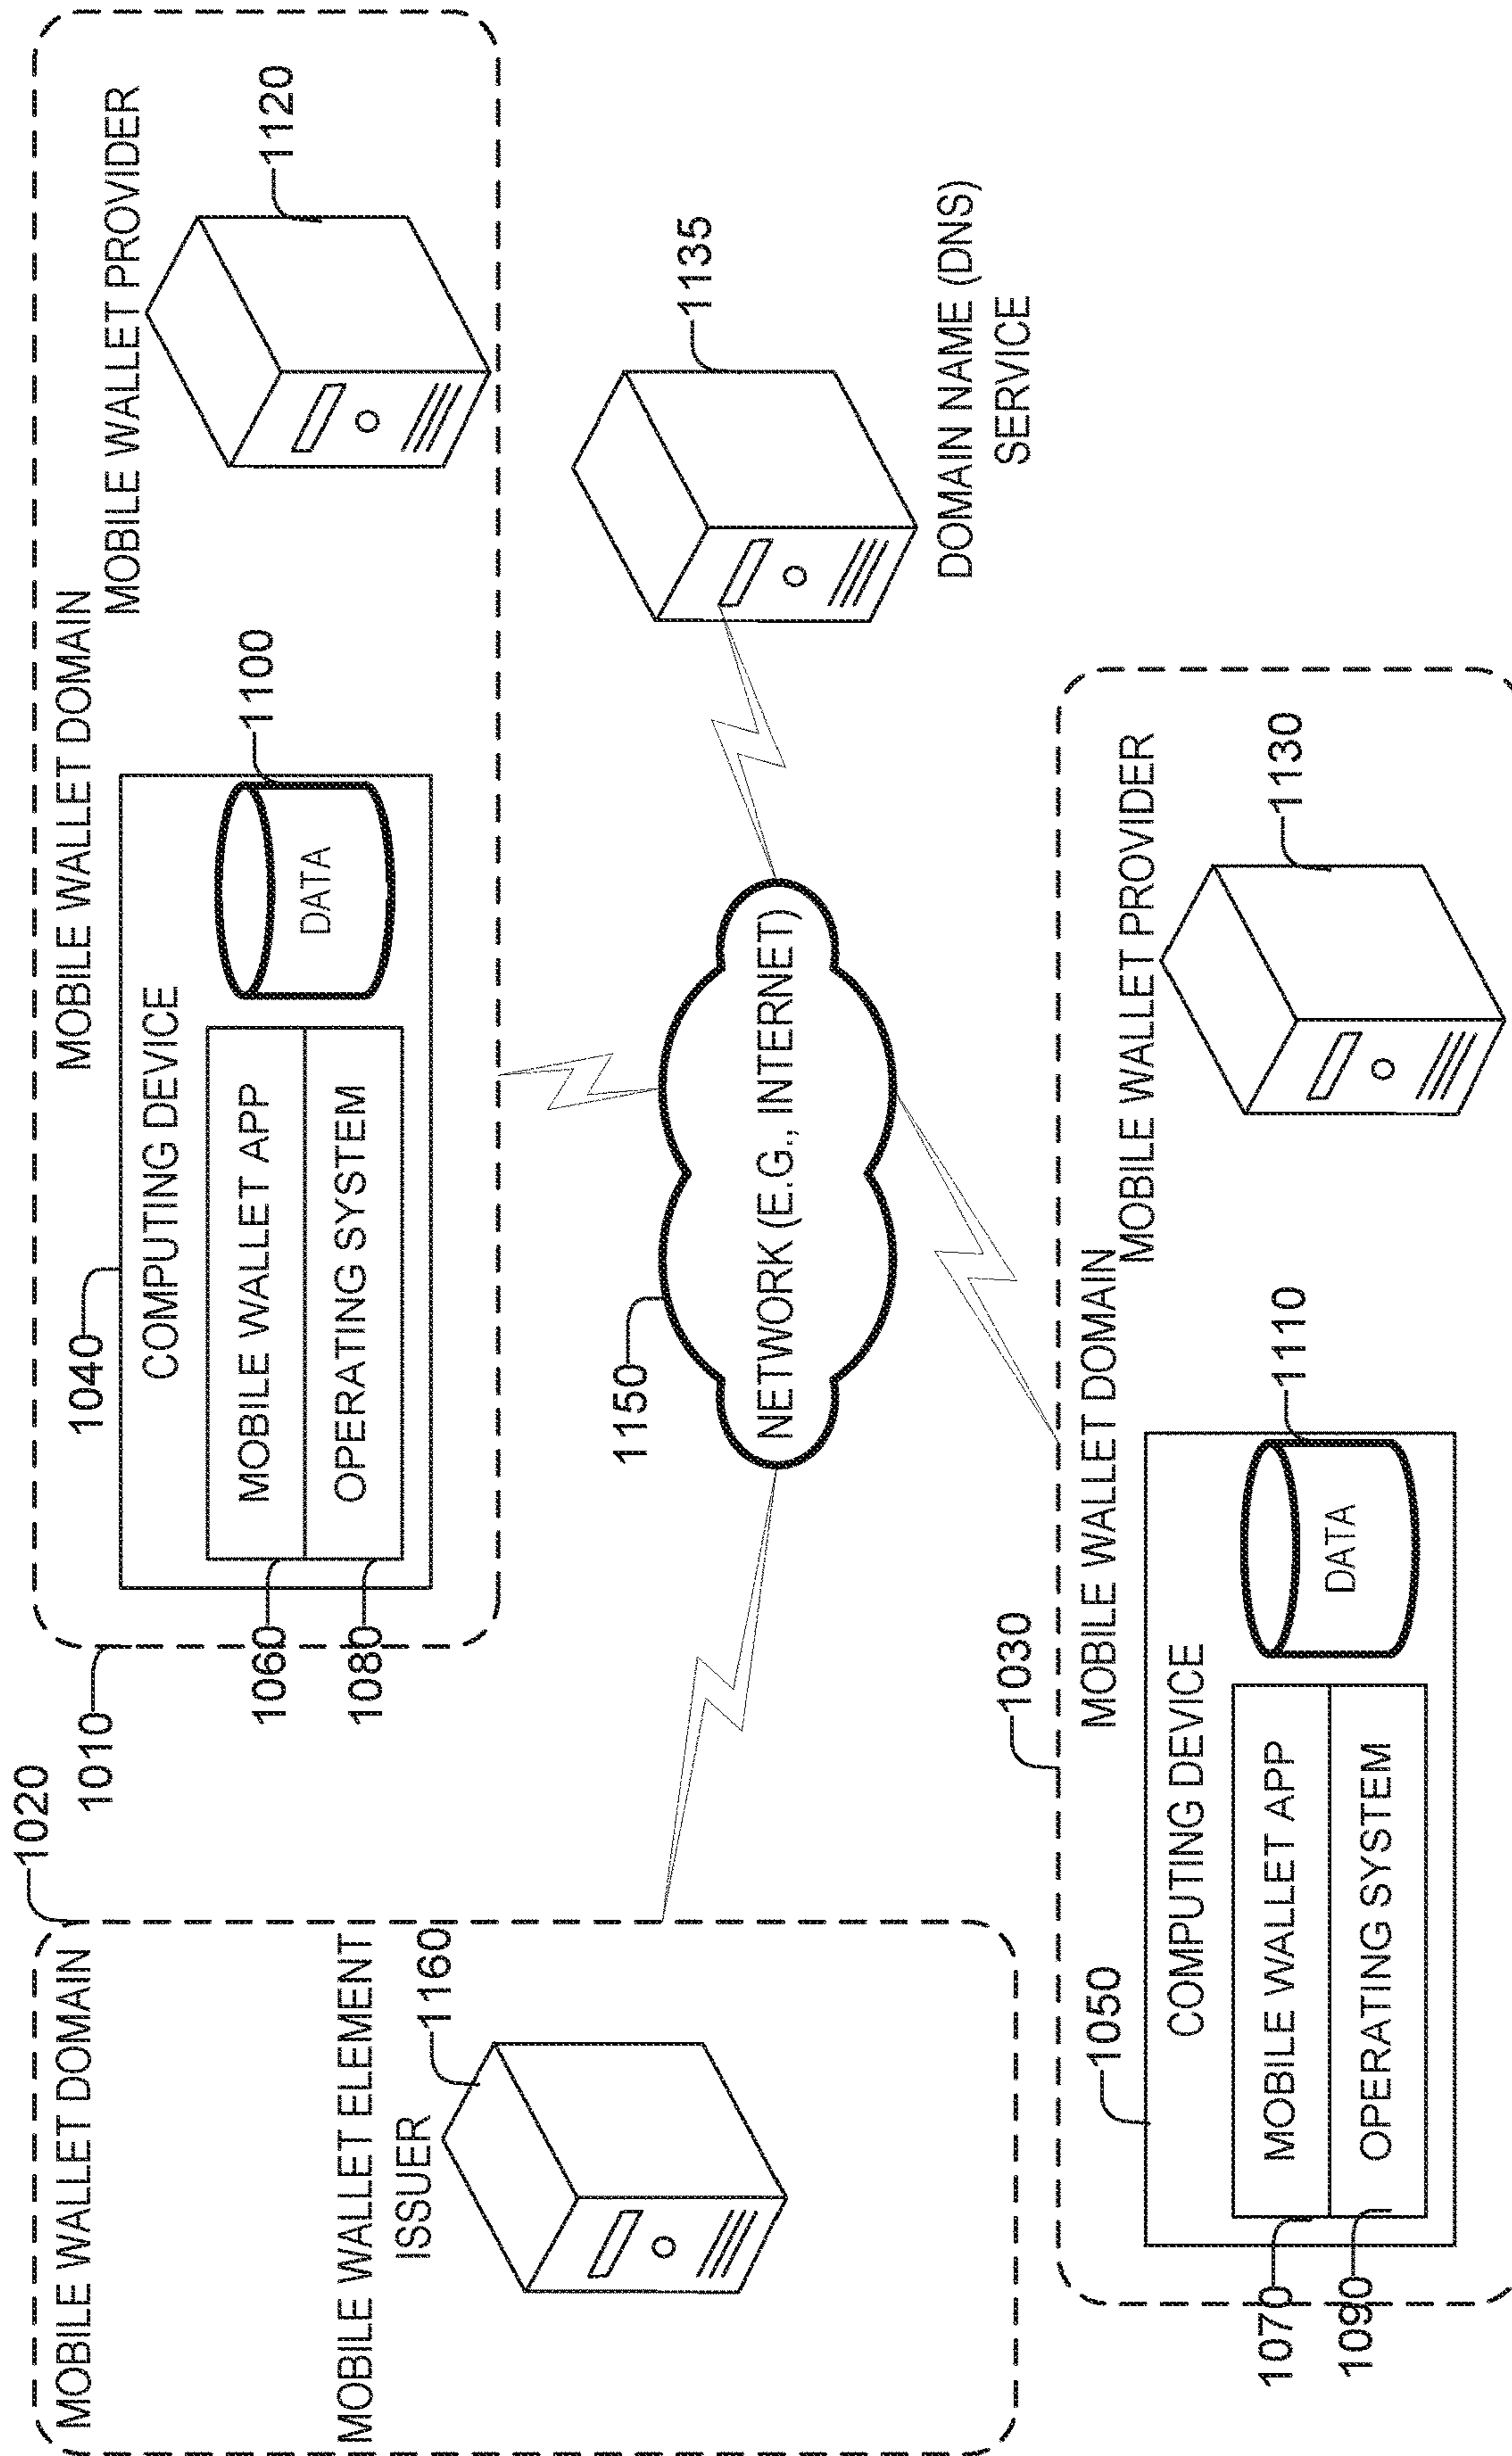 1020
MOBILE WALLET DOMAIN
MOBILE WALLET ELEMENT
ISSUER
1160
1010
MOBILE WALLET DOMAIN
1040
COMPUTING DEVICE
MOBILE WALLET APP
OPERATING SYSTEM
1060
1080
DATA
1100
MOBILE WALLET PROVIDER
1120
1150
NETWORK (E.G., INTERNET)
1135
DOMAIN NAME (DNS)
SERVICE
1030
MOBILE WALLET DOMAIN
1050
COMPUTING DEVICE
MOBILE WALLET APP
OPERATING SYSTEM
1070
1090
DATA
1110
MOBILE WALLET PROVIDER
1130